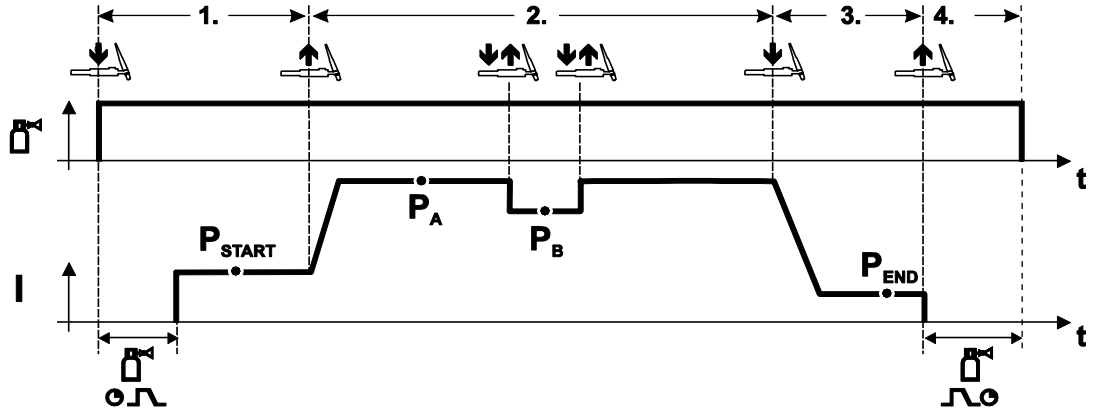 1. 2. 3. 4.
t
P_A
P_B
P_START
P_END
I
t